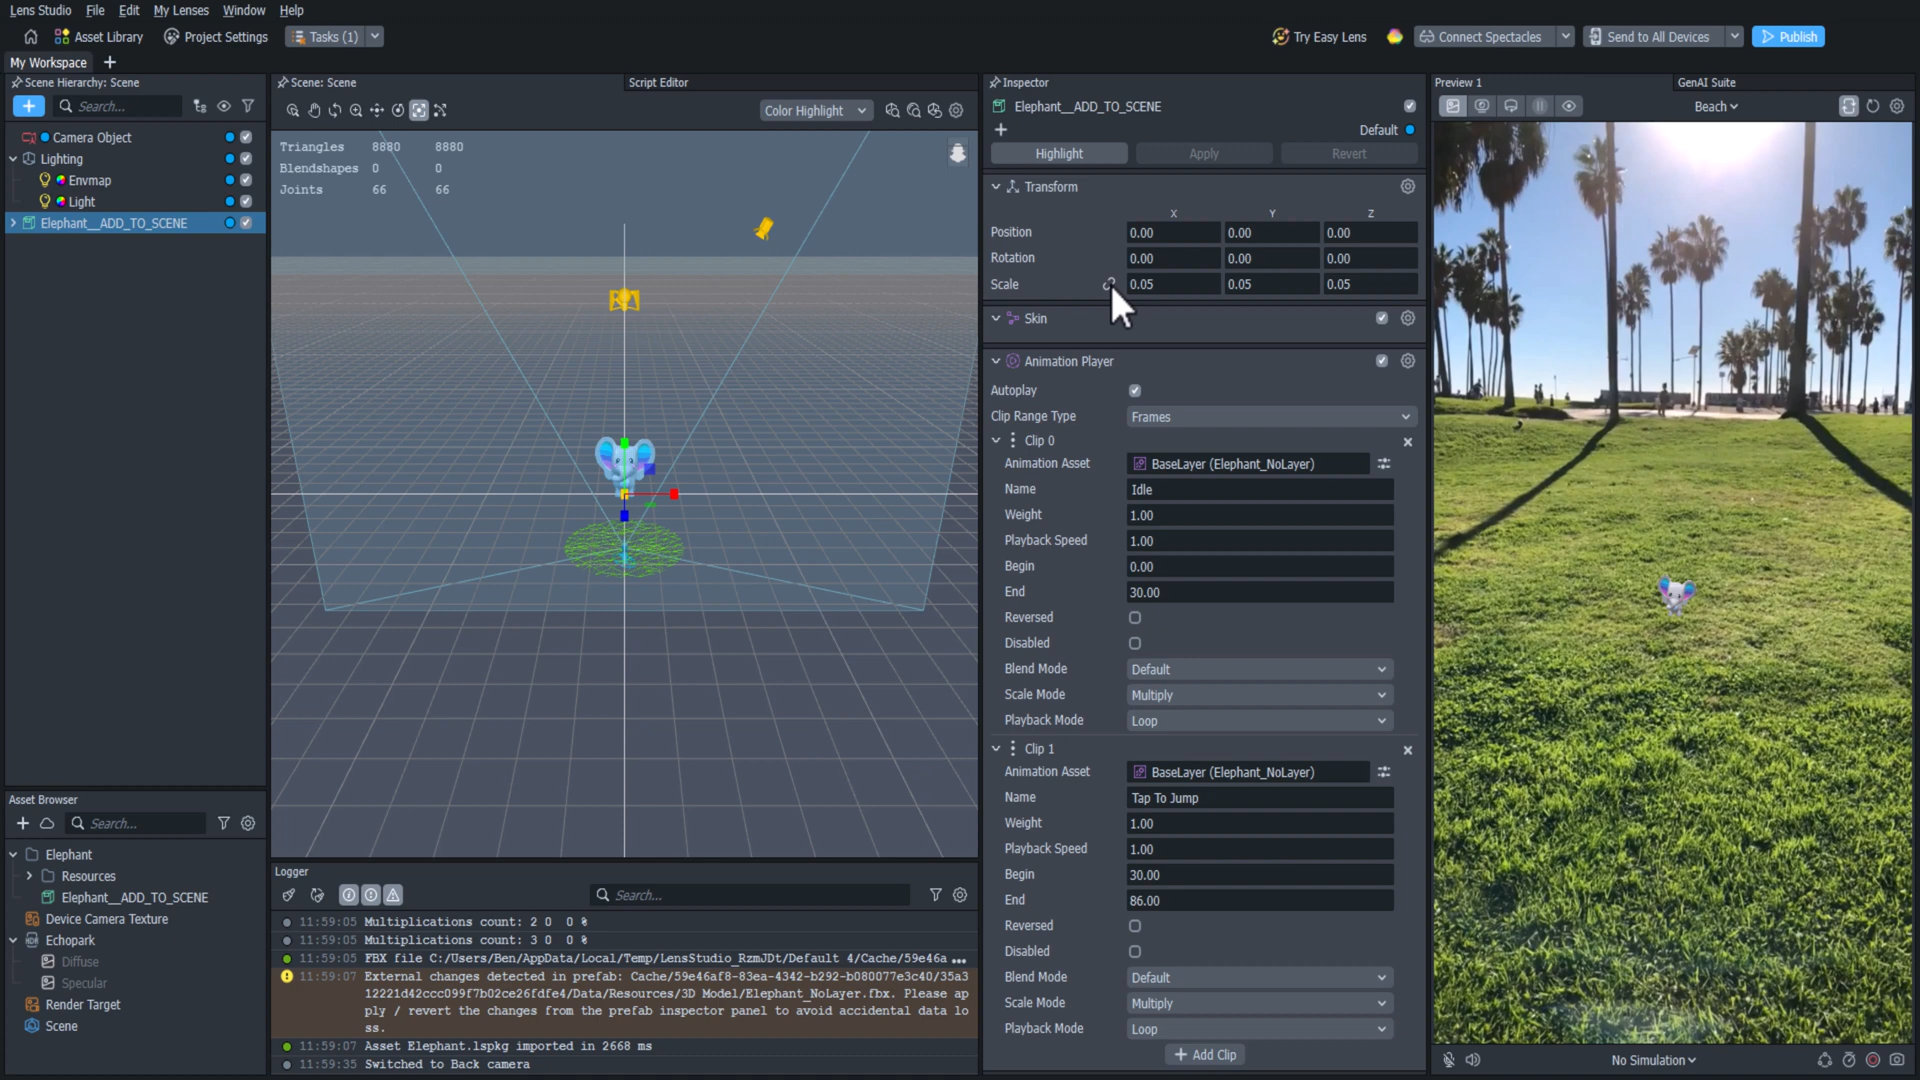 Lens Studio File Edit My Lenses Window Help
Asset Library Project Settings Tasks (1) Try Easy Lens Connect Spectacles Send to All Devices Publish
My Workspace
Scene Hierarchy: Scene
Search...
Camera Object
Lighting
Envmap
Light
Elephant__ADD_TO_SCENE
Asset Browser
Search...
Elephant
Resources
Elephant__ADD_TO_SCENE
Device Camera Texture
Echopark
Diffuse
Specular
Render Target
Scene
Scene: Scene Script Editor
Color Highlight
Triangles 8880 8880
Blendshapes 0 0
Joints 66 66
Logger
Search...
11:59:05 Multiplications count: 2 0 0 %
11:59:05 Multiplications count: 3 0 0 %
11:59:05 FBX file C:/Users/Ben/AppData/Local/Temp/LensStudio_RzmJDt/Default 4/Cache/59e46a ...
11:59:07 External changes detected in prefab: Cache/59e46af8-83ea-4342-b292-b080077e3c40/35a3
12221d42ccc099f7b02ce26fdfe4/Data/Resources/3D Model/Elephant_NoLayer.fbx. Please ap
ply / revert the changes from the prefab inspector panel to avoid accidental data lo
ss.
11:59:07 Asset Elephant.lspkg imported in 2668 ms
11:59:35 Switched to Back camera
Inspector
Elephant__ADD_TO_SCENE
Default
Highlight Apply Revert
Transform
X Y Z
Position 0.00 0.00 0.00
Rotation 0.00 0.00 0.00
Scale 0.05 0.05 0.05
Skin
Animation Player
Autoplay
Clip Range Type Frames
Clip 0
Animation Asset BaseLayer (Elephant_NoLayer)
Name Idle
Weight 1.00
Playback Speed 1.00
Begin 0.00
End 30.00
Reversed
Disabled
Blend Mode Default
Scale Mode Multiply
Playback Mode Loop
Clip 1
Animation Asset BaseLayer (Elephant_NoLayer)
Name Tap To Jump
Weight 1.00
Playback Speed 1.00
Begin 30.00
End 86.00
Reversed
Disabled
Blend Mode Default
Scale Mode Multiply
Playback Mode Loop
+ Add Clip
Preview 1 GenAI Suite
Beach
No Simulation